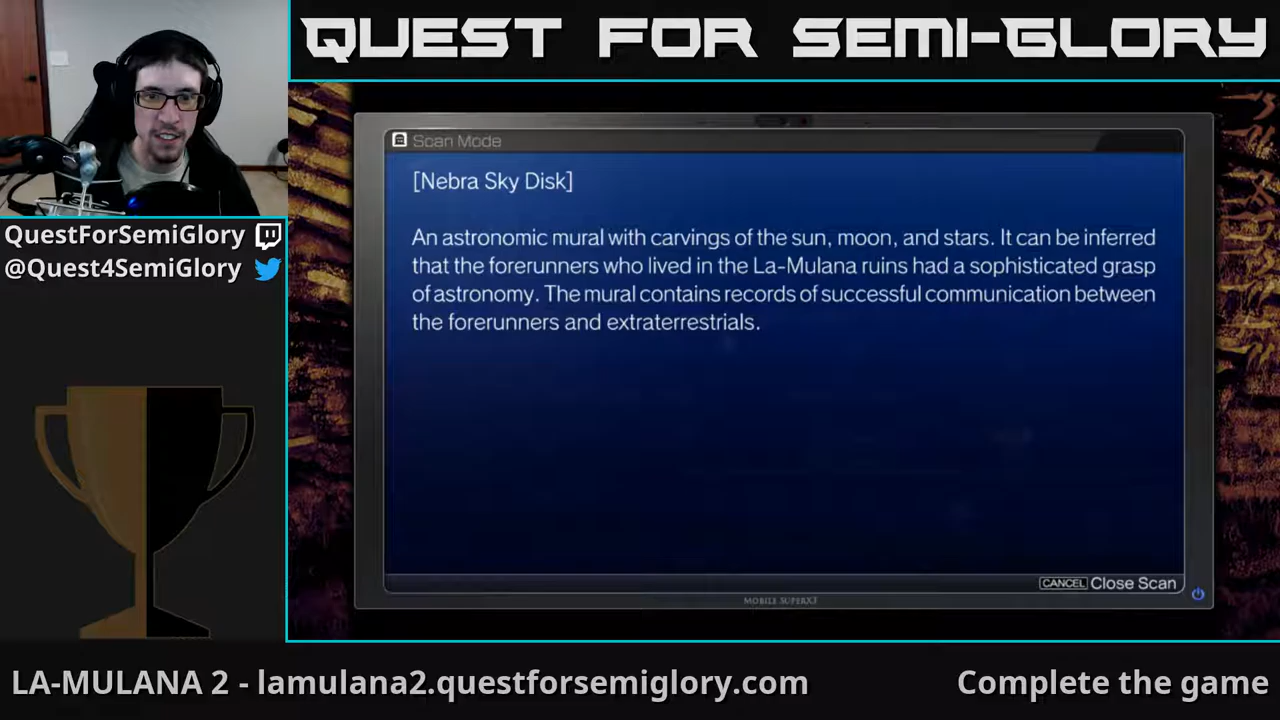 QUEST FOR SEMI-GLORY
Scan Mode
[Nebra Sky Disk]
An astronomic mural with carvings of the sun, moon, and stars. It can be inferred
that the forerunners who lived in the La-Mulana ruins had a sophisticated grasp
of astronomy. The mural contains records of successful communication between
the forerunners and extraterrestrials.
CANCEL Close Scan
MOBILE SUPERX3
QuestForSemiGlory
@Quest4SemiGlory
LA-MULANA 2 - lamulana2.questforsemiglory.com
Complete the game